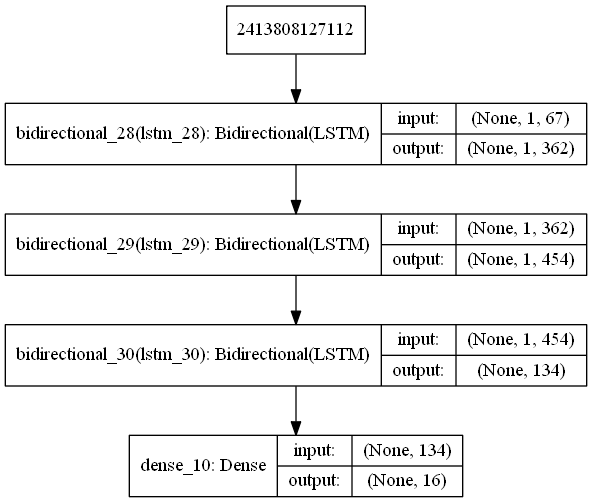 2413808127112
bidirectional_28(lstm_28): Bidirectional(LSTM)
input: (None, 1, 67)
output: (None, 1, 362)
bidirectional_29(lstm_29): Bidirectional(LSTM)
input: (None, 1, 362)
output: (None, 1, 454)
bidirectional_30(lstm_30): Bidirectional(LSTM)
input: (None, 1, 454)
output: (None, 134)
dense_10: Dense
input: (None, 134)
output: (None, 16)